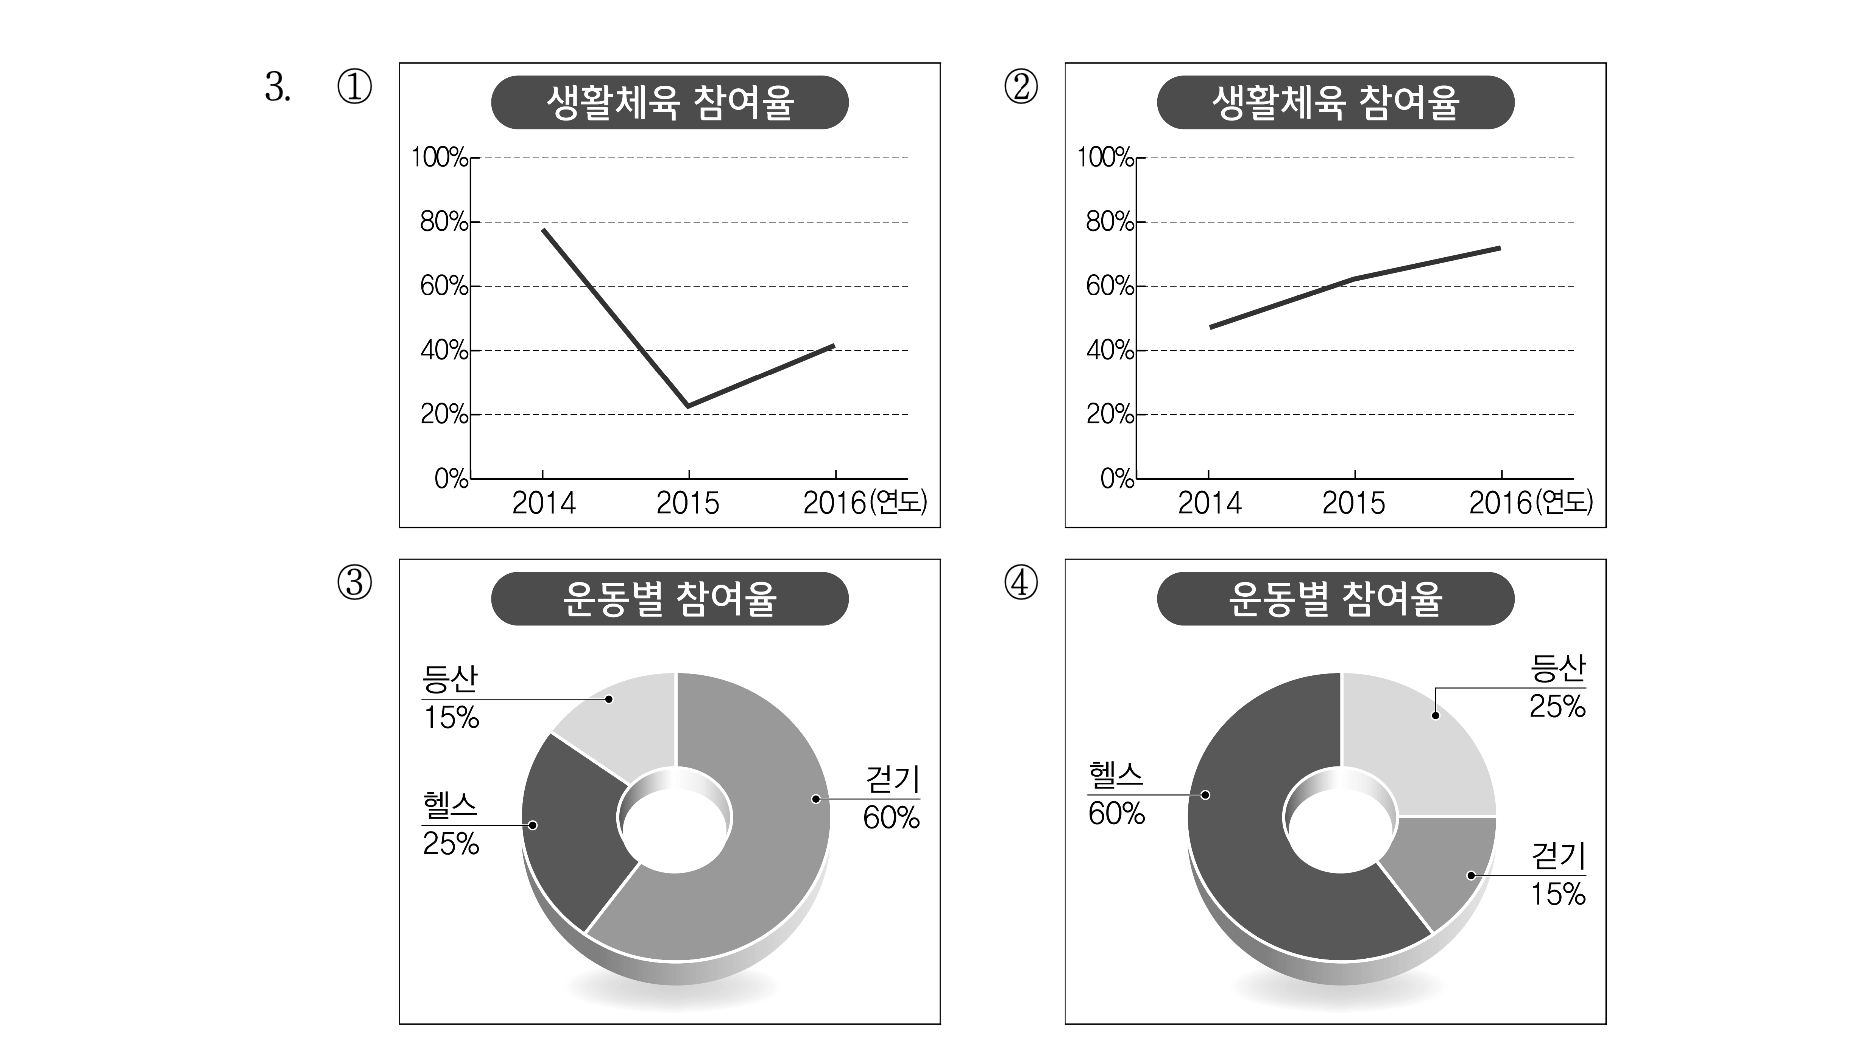 3. ① 생활체육 참여율
100%
80%
60%
40%
20%
0%
2014 2015 2016(연도)
② 생활체육 참여율
100%
80%
60%
40%
20%
0%
2014 2015 2016(연도)
③ 운동별 참여율
등산
15%
헬스
25%
걷기
60%
④ 운동별 참여율
등산
25%
헬스
60%
걷기
15%